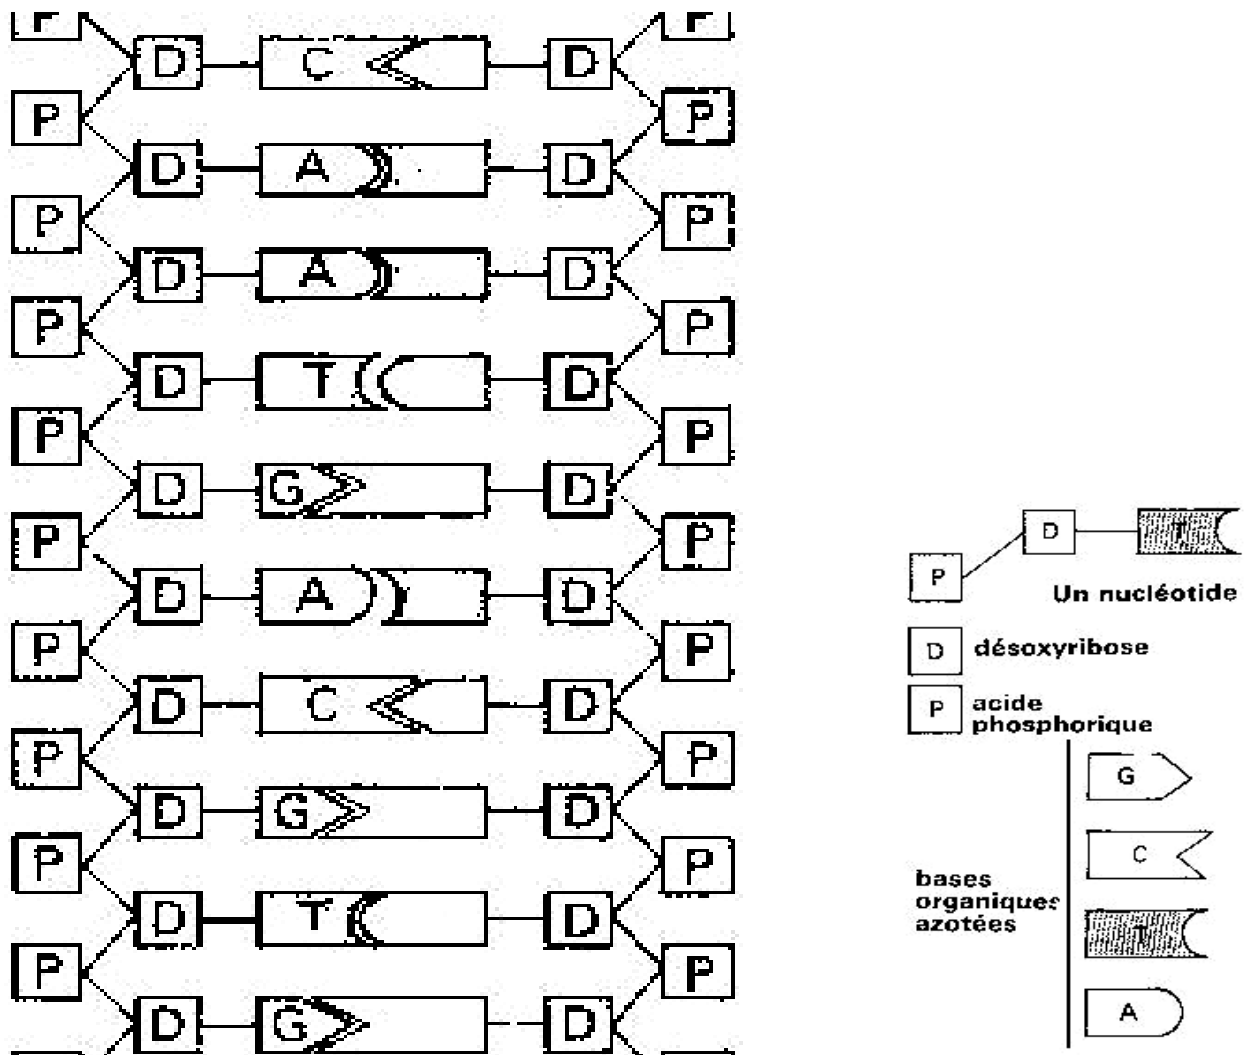 P P
D C D
P P
D A D
P P
D A D
P P
D T D
P P
D G D
P P
D A D
P P
D C D
P P
D G D
P P
D T D
P P
D G D
P D T
Un nucléotide
D désoxyribose
P acide
phosphorique
G
C
bases
organiques
azotées
T
A